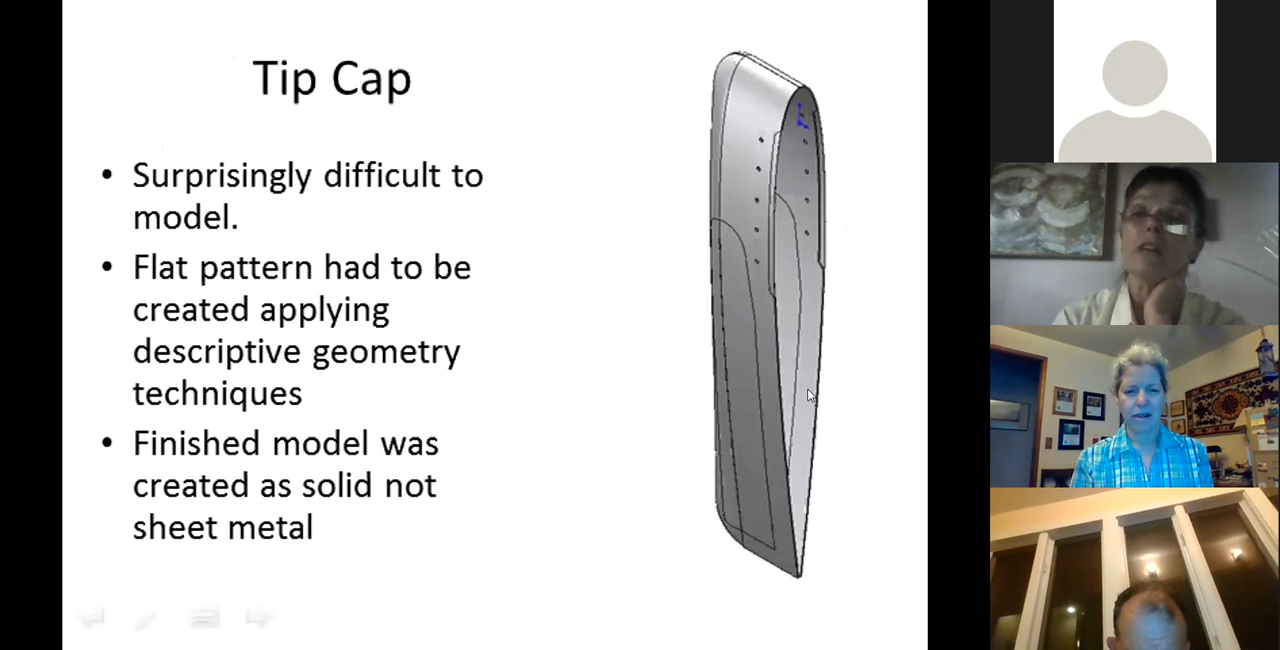 Tip Cap
• Surprisingly difficult to
model.
• Flat pattern had to be
created applying
descriptive geometry
techniques
• Finished model was
created as solid not
sheet metal